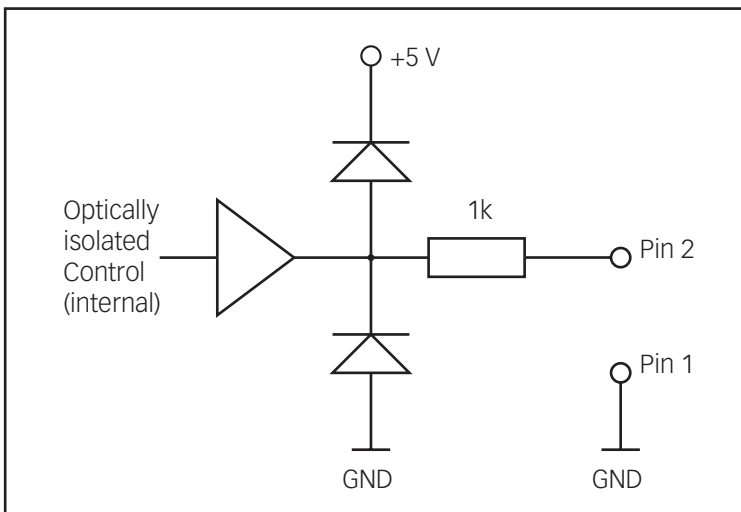 +5 V
Optically
isolated
Control
(internal)
1k
Pin 2
Pin 1
GND
GND